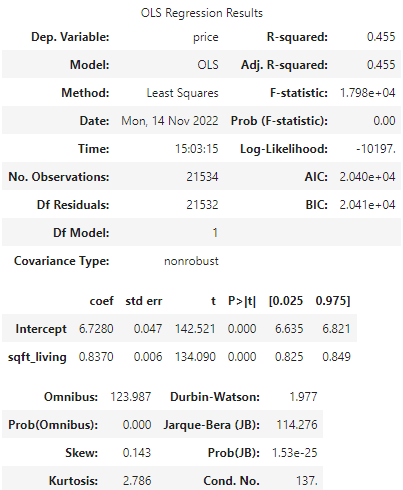 OLS Regression Results
Dep. Variable: price R-squared: 0.455
Model: OLS Adj. R-squared: 0.455
Method: Least Squares F-statistic: 1.798e+04
Date: Mon, 14 Nov 2022 Prob (F-statistic): 0.00
Time: 15:03:15 Log-Likelihood: -10197.
No. Observations: 21534 AIC: 2.040e+04
Df Residuals: 21532 BIC: 2.041e+04
Df Model: 1
Covariance Type: nonrobust
coef std err t P>|t| [0.025 0.975]
Intercept 6.7280 0.047 142.521 0.000 6.635 6.821
sqft_living 0.8370 0.006 134.090 0.000 0.825 0.849
Omnibus: 123.987 Durbin-Watson: 1.977
Prob(Omnibus): 0.000 Jarque-Bera (JB): 114.276
Skew: 0.143 Prob(JB): 1.53e-25
Kurtosis: 2.786 Cond. No. 137.